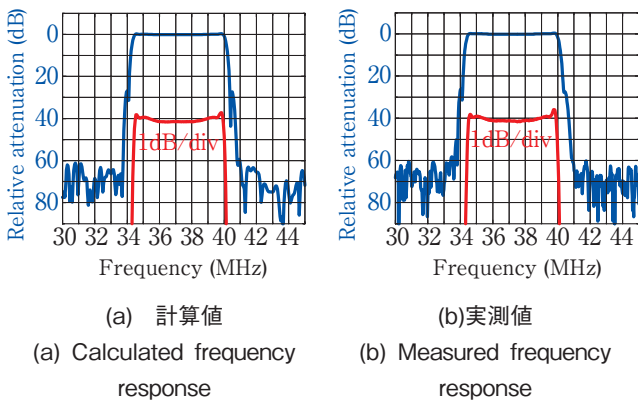 Relative attenuation (dB)
0
20
40
60
80
1dB/div
30 32 34 36 38 40 42 44
Frequency (MHz)
(a) 計算値
(a) Calculated frequency
response
Relative attenuation (dB)
0
20
40
60
80
1dB/div
30 32 34 36 38 40 42 44
Frequency (MHz)
(b)実測値
(b) Measured frequency
response